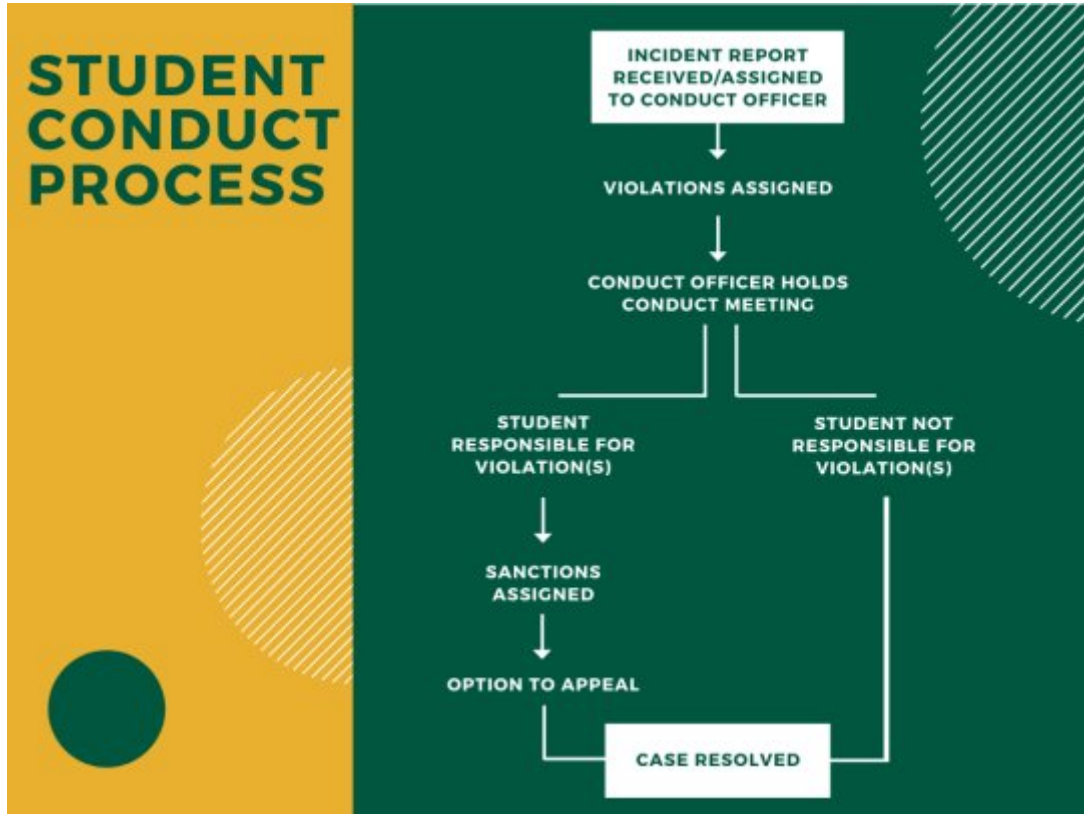 STUDENT
CONDUCT
PROCESS
INCIDENT REPORT
RECEIVED/ASSIGNED
TO CONDUCT OFFICER
VIOLATIONS ASSIGNED
CONDUCT OFFICER HOLDS
CONDUCT MEETING
STUDENT
RESPONSIBLE FOR
VIOLATION(S)
STUDENT NOT
RESPONSIBLE FOR
VIOLATION(S)
SANCTIONS
ASSIGNED
OPTION TO APPEAL
CASE RESOLVED